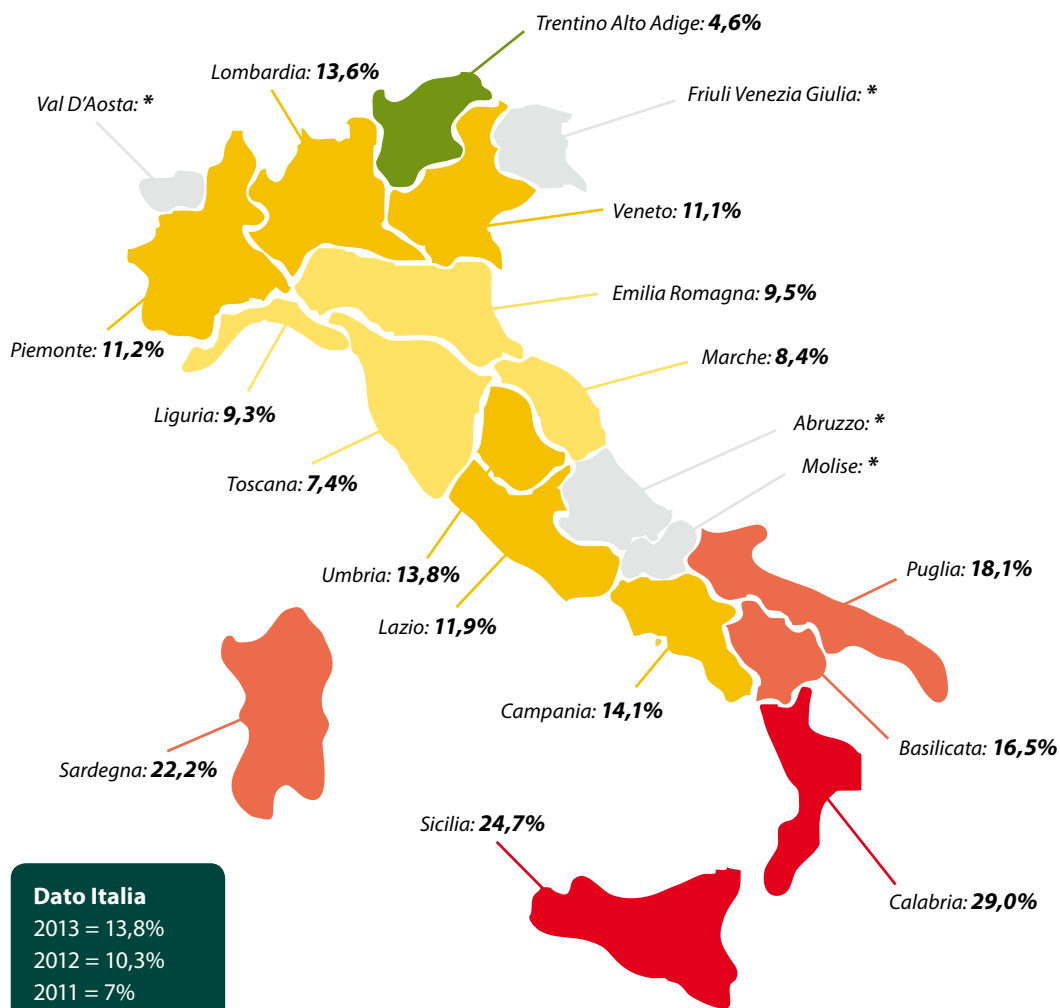 Trentino Alto Adige: 4,6%
Lombardia: 13,6%
Val D'Aosta: *
Friuli Venezia Giulia: *
Veneto: 11,1%
Emilia Romagna: 9,5%
Piemonte: 11,2%
Marche: 8,4%
Liguria: 9,3%
Abruzzo: *
Molise: *
Toscana: 7,4%
Umbria: 13,8%
Puglia: 18,1%
Lazio: 11,9%
Campania: 14,1%
Basilicata: 16,5%
Sardegna: 22,2%
Sicilia: 24,7%
Calabria: 29,0%
Dato Italia
2013 = 13,8%
2012 = 10,3%
2011 = 7%